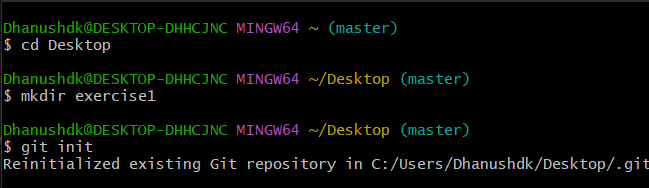 Dhanushdk@DESKTOP-DHHCJNC MINGW64 ~ (master)
$ cd Desktop
Dhanushdk@DESKTOP-DHHCJNC MINGW64 ~/Desktop (master)
$ mkdir exercise1
Dhanushdk@DESKTOP-DHHCJNC MINGW64 ~/Desktop (master)
$ git init
Reinitialized existing Git repository in C:/Users/Dhanushdk/Desktop/.git